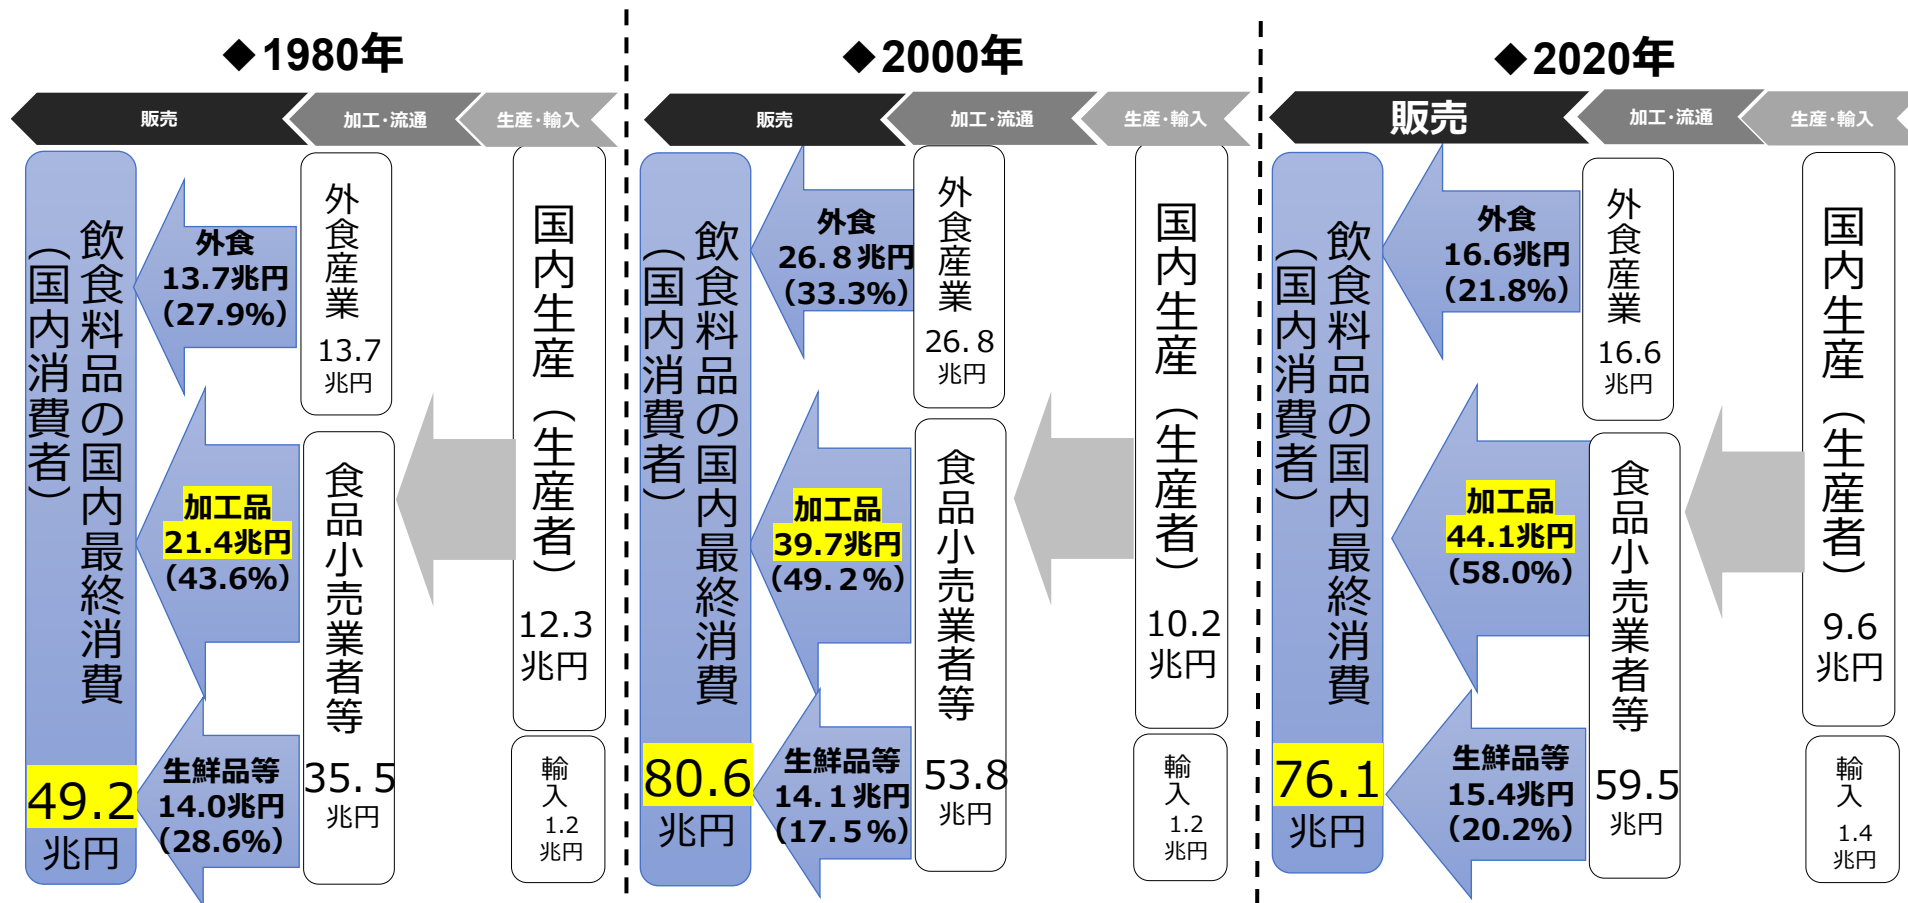 ◆1980年
販売
加工・流通
生産・輸入
飲食料品の国内最終消費
（国内消費者）
49.2
兆円
外食
13.7兆円
（27.9%）
加工品
21.4兆円
（43.6%）
生鮮品等
14.0兆円
（28.6%）
外食産業
13.7
兆円
食品小売業者等
35.5
兆円
国内生産（生産者）
12.3
兆円
輸入
1.2
兆円
◆2000年
販売
加工・流通
生産・輸入
飲食料品の国内最終消費
（国内消費者）
80.6
兆円
外食
26.8兆円
（33.3%）
加工品
39.7兆円
（49.2%）
生鮮品等
14.1兆円
（17.5%）
外食産業
26.8
兆円
食品小売業者等
53.8
兆円
国内生産（生産者）
10.2
兆円
輸入
1.2
兆円
◆2020年
販売
加工・流通
生産・輸入
飲食料品の国内最終消費
（国内消費者）
76.1
兆円
外食
16.6兆円
（21.8%）
加工品
44.1兆円
（58.0%）
生鮮品等
15.4兆円
（20.2%）
外食産業
16.6
兆円
食品小売業者等
59.5
兆円
国内生産（生産者）
9.6
兆円
輸入
1.4
兆円